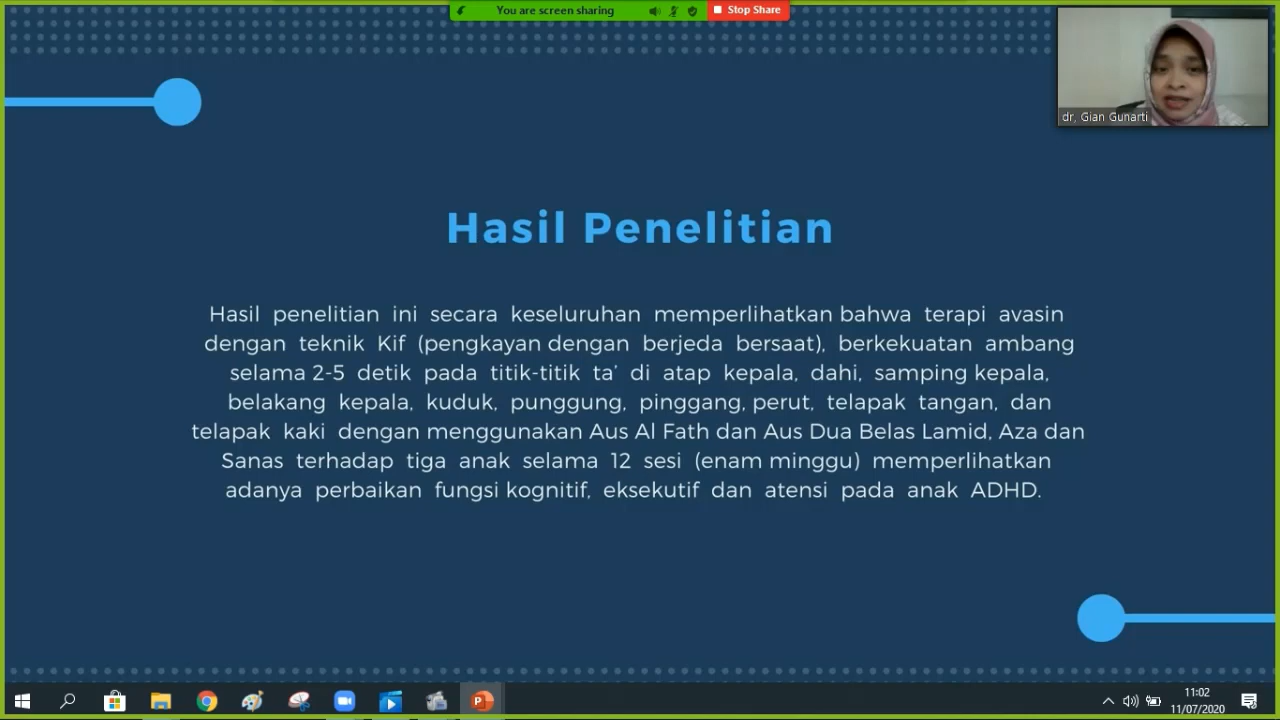 You are screen sharing
Stop Share
dr. Gian Gunarti
Hasil Penelitian
Hasil penelitian ini secara keseluruhan memperlihatkan bahwa terapi avasin
dengan teknik Kif (pengkayan dengan berjeda bersaat), berkekuatan ambang
selama 2-5 detik pada titik-titik ta' di atap kepala, dahi, samping kepala,
belakang kepala, kuduk, punggung, pinggang, perut, telapak tangan, dan
telapak kaki dengan menggunakan Aus Al Fath dan Aus Dua Belas Lamid, Aza dan
Sanas terhadap tiga anak selama 12 sesi (enam minggu) memperlihatkan
adanya perbaikan fungsi kognitif, eksekutif dan atensi pada anak ADHD.
11:02
11/07/2020